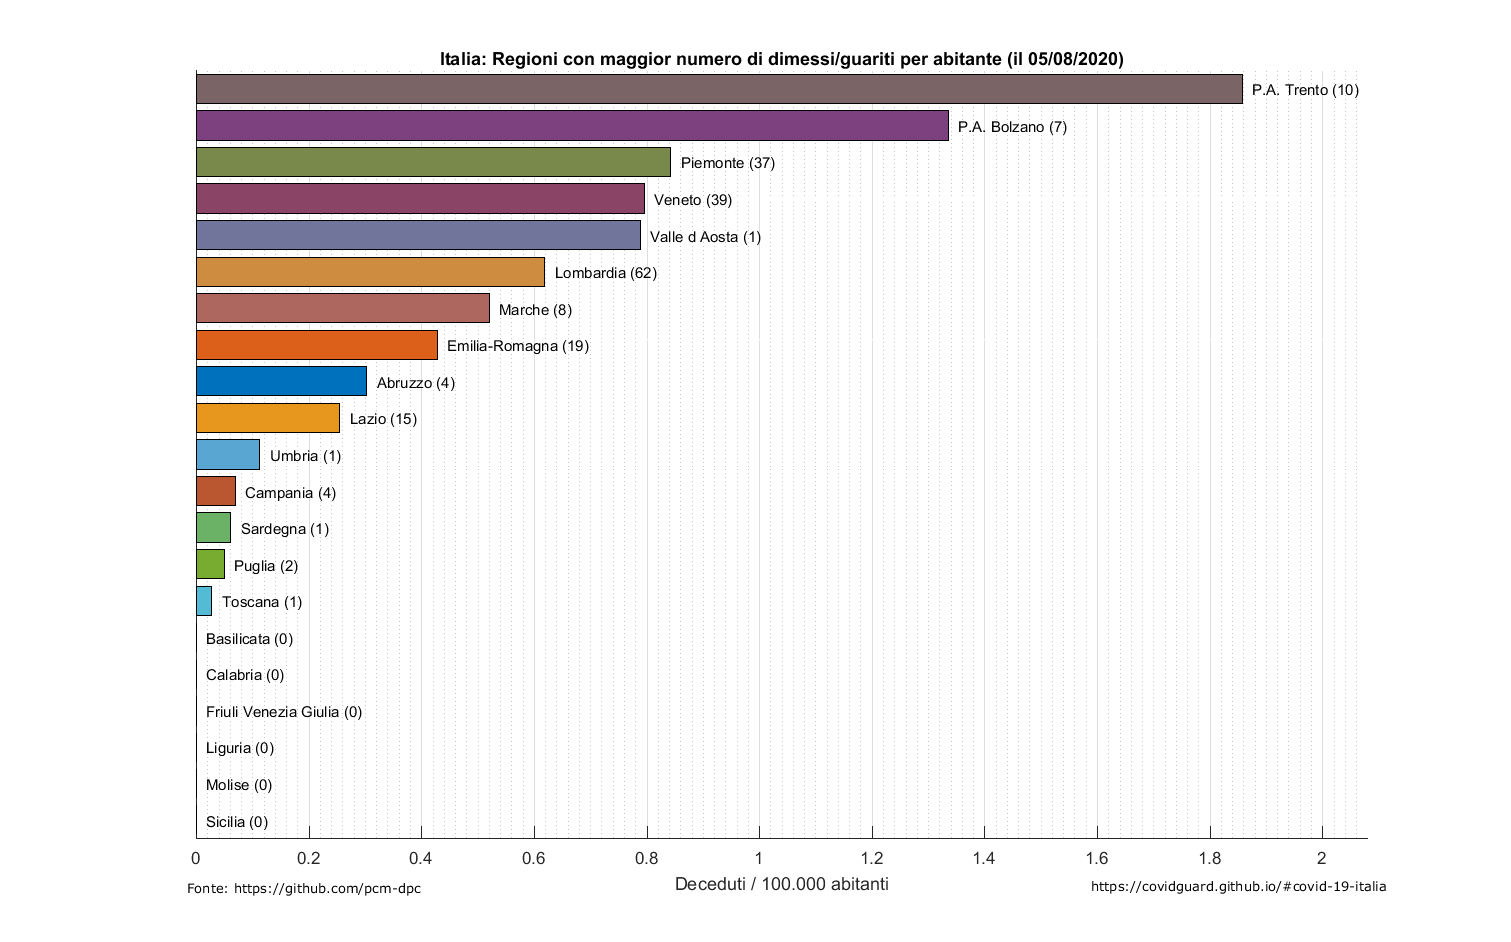 Italia: Regioni con maggior numero di dimessi/guariti per abitante (il 05/08/2020)
P.A. Trento (10)
P.A. Bolzano (7)
Piemonte (37)
Veneto (39)
Valle d Aosta (1)
Lombardia (62)
Marche (8)
Emilia-Romagna (19)
Abruzzo (4)
Lazio (15)
Umbria (1)
Campania (4)
Sardegna (1)
Puglia (2)
Toscana (1)
Basilicata (0)
Calabria (0)
Friuli Venezia Giulia (0)
Liguria (0)
Molise (0)
Sicilia (0)
0 0.2 0.4 0.6 0.8 1 1.2 1.4 1.6 1.8 2
Deceduti / 100.000 abitanti
Fonte: https://github.com/pcm-dpc
https://covidguard.github.io/#covid-19-italia